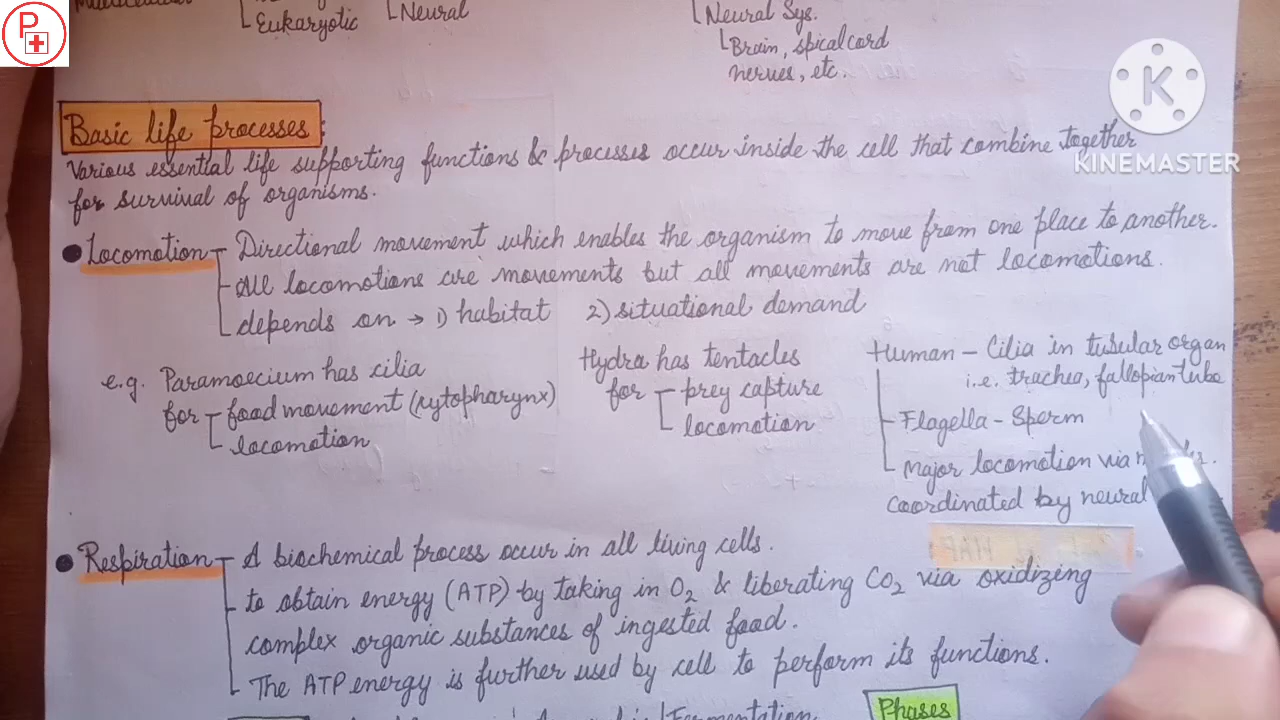 P
Eukaryotic
Neural
Neural Sys.
Brain, spical cord
nerves, etc.
K
KINEMASTER
Basic life processes:
Various essential life supporting functions & processes occur inside the cell that combine together
for survival of organisms.
Locomotion
Directional movement which enables the organism to move from one place to another.
All locomotions are movements but all movements are not locomotions.
depends on → 1) habitat 2) situational demand
e.g. Paramoecium has cilia
for food movement (cytopharynx)
locomotion
Hydra has tentacles
for prey capture
locomotion
Human - Cilia in tubular organ
i.e. trachea, fallopian tube
Flagella - Sperm
Major locomotion via
coordinated by neural
Respiration
A biochemical process occur in all living cells.
to obtain energy (ATP) by taking in O2 & liberating CO2 via oxidizing
complex organic substances of ingested food.
The ATP energy is further used by cell to perform its functions.
Fermentation
Phases